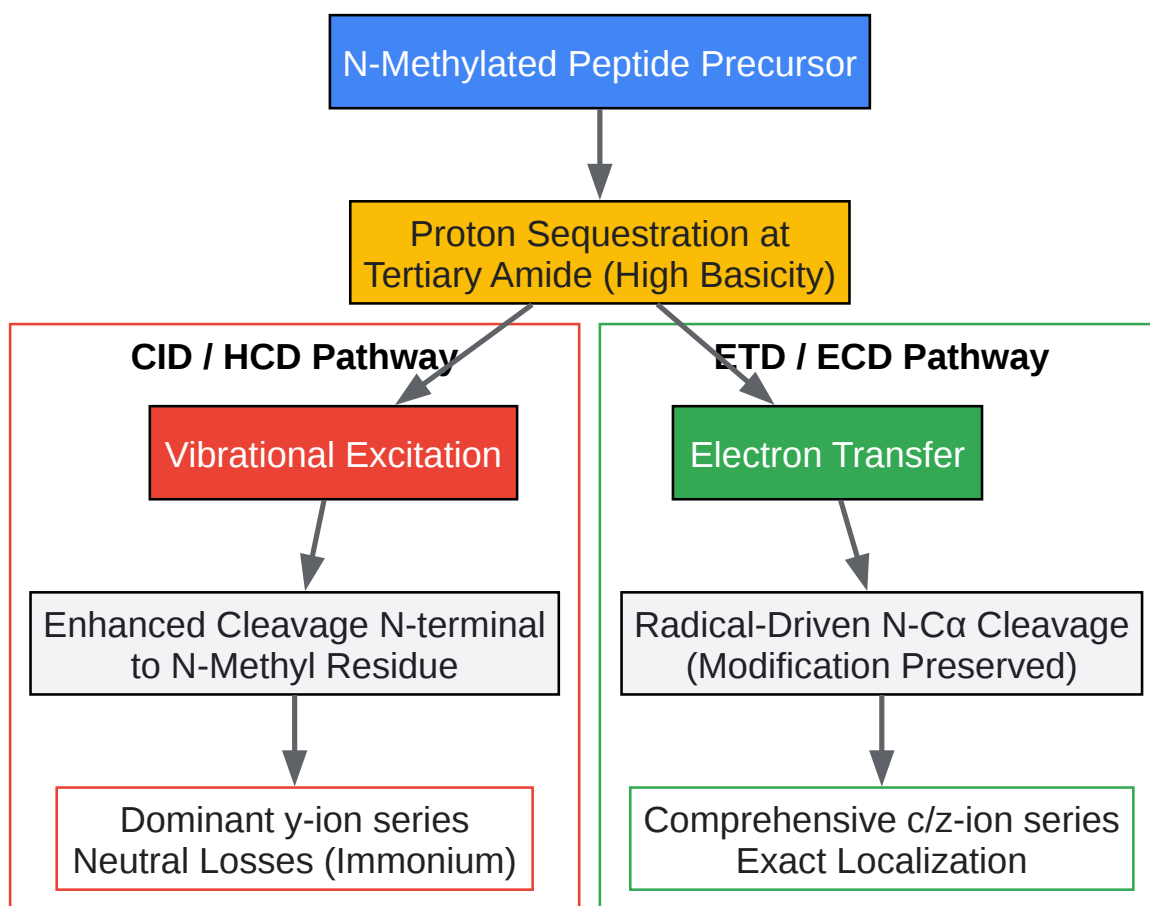 N-Methylated Peptide Precursor
Proton Sequestration at
Tertiary Amide (High Basicity)
CID / HCD Pathway
Vibrational Excitation
Enhanced Cleavage N-terminal
to N-Methyl Residue
Dominant y-ion series
Neutral Losses (Immonium)
ETD / ECD Pathway
Electron Transfer
Radical-Driven N-Cα Cleavage
(Modification Preserved)
Comprehensive c/z-ion series
Exact Localization